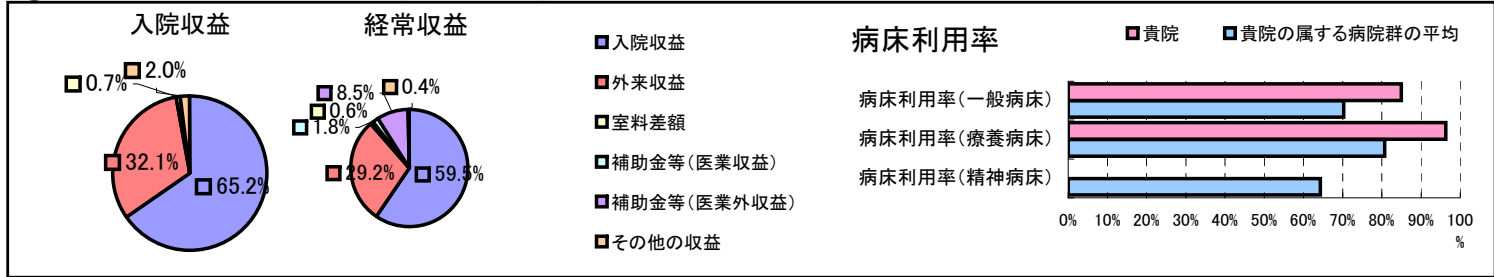 入院収益
2.0%
0.7%
32.1%
65.2%
経常収益
8.5%
0.4%
0.6%
1.8%
29.2%
59.5%
入院収益
外来収益
室料差額
補助金等(医業収益)
補助金等(医業外収益)
その他の収益
病床利用率
貴院
貴院の属する病院群の平均
病床利用率(一般病床)
病床利用率(療養病床)
病床利用率(精神病床)
0% 10% 20% 30% 40% 50% 60% 70% 80% 90% 100
%